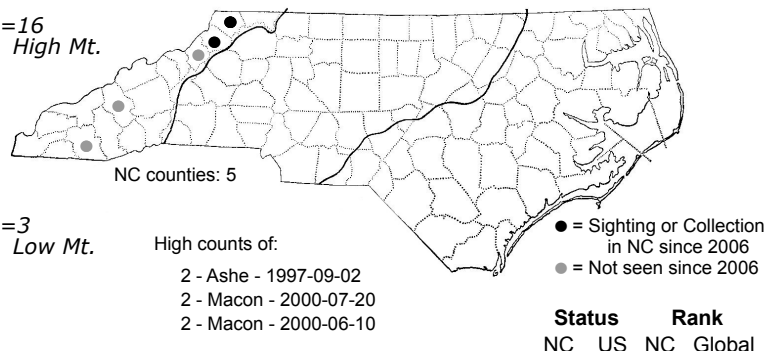 =16
High Mt.
NC counties: 5
=3
Low Mt.
High counts of:
2 - Ashe - 1997-09-02
2 - Macon - 2000-07-20
2 - Macon - 2000-06-10
● = Sighting or Collection
in NC since 2006
● = Not seen since 2006
Status Rank
NC US NC Global